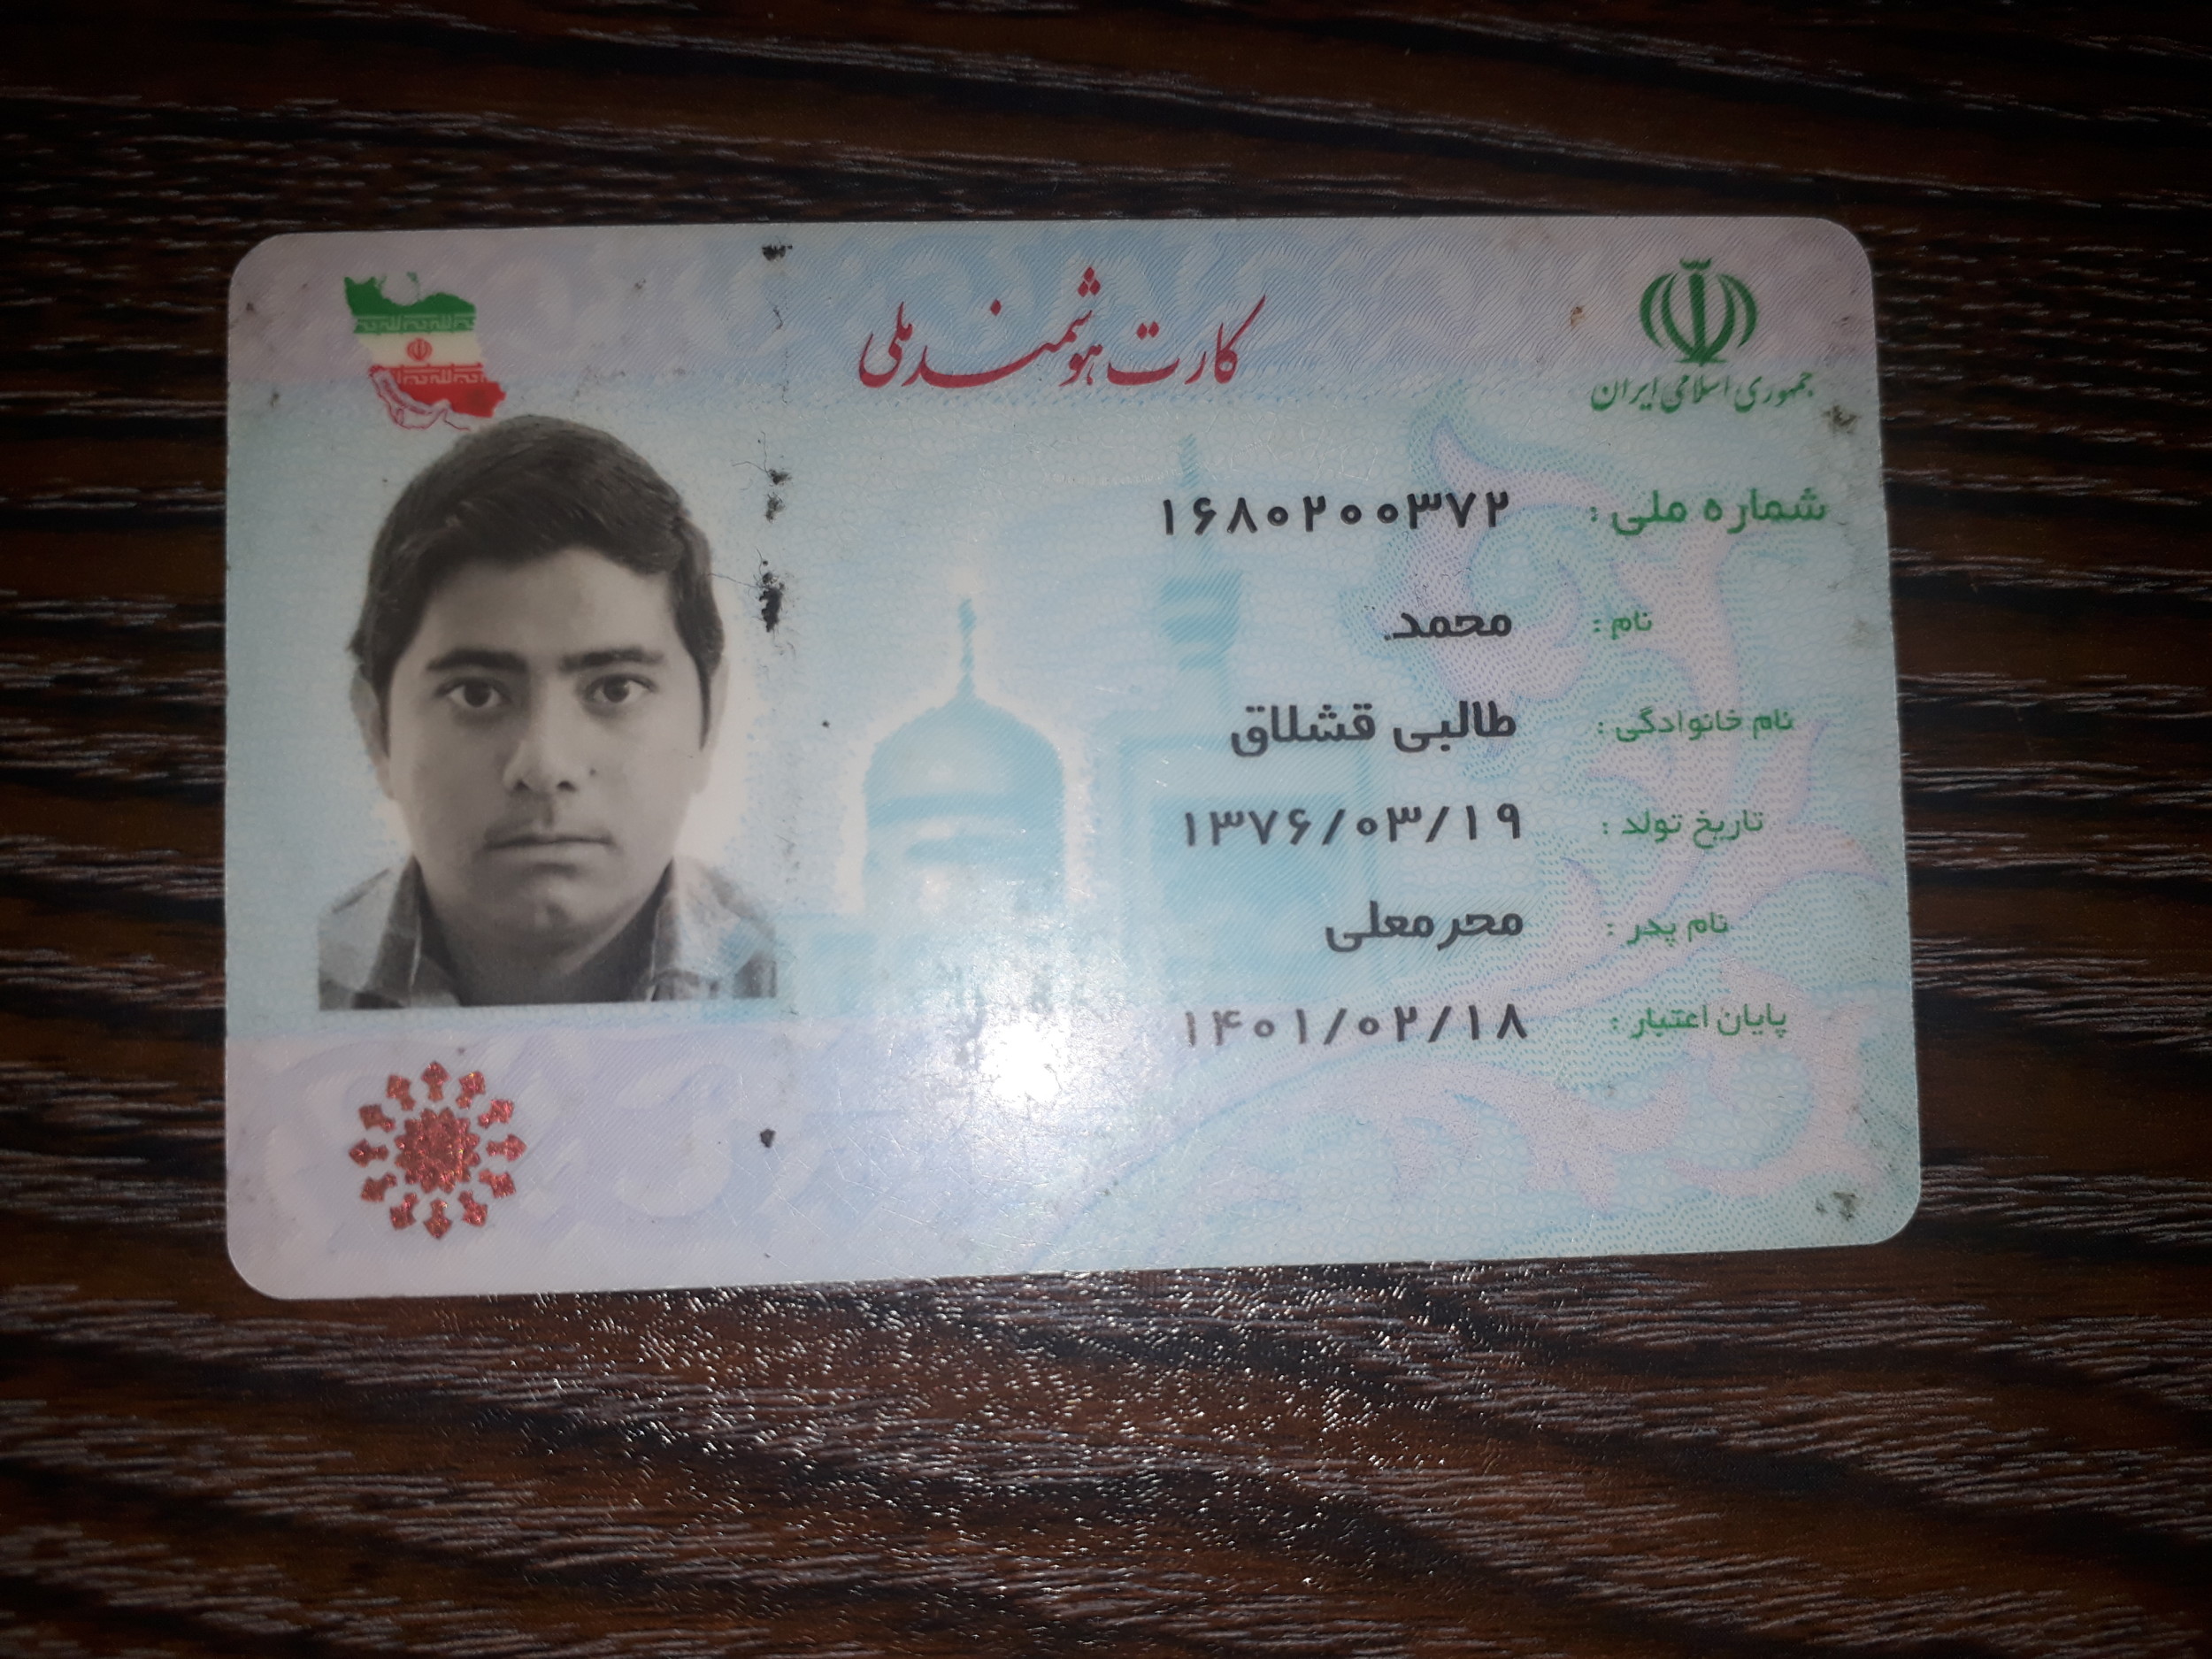 کارت هوشمند ملی
جمهوری اسلامی ایران
شماره ملی : ۱۶۸۰۲۰۰۳۷۲
نام : محمد
نام خانوادگی : طالبی قشلاق
تاریخ تولد : ۱۳۷۶/۰۳/۱۹
نام پدر : محرمعلی
پایان اعتبار : ۱۴۰۱/۰۲/۱۸